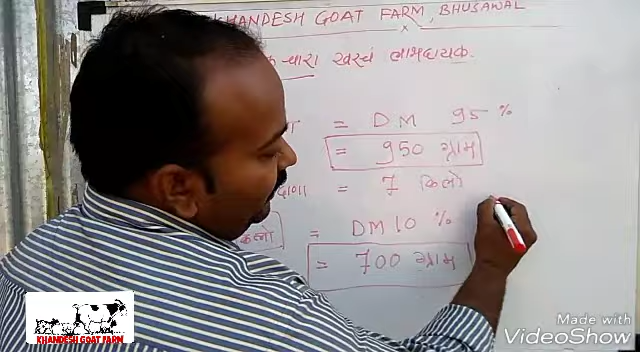 KHANDESH GOAT FARM, BHUSAWAL
चारा खर्च लाभदायक.
= DM 95 %
= 950 ग्राम
= 7 किलो
= DM 10 %
= 700 ग्राम
KHANDESH GOAT FARM
Made with
VideoShow